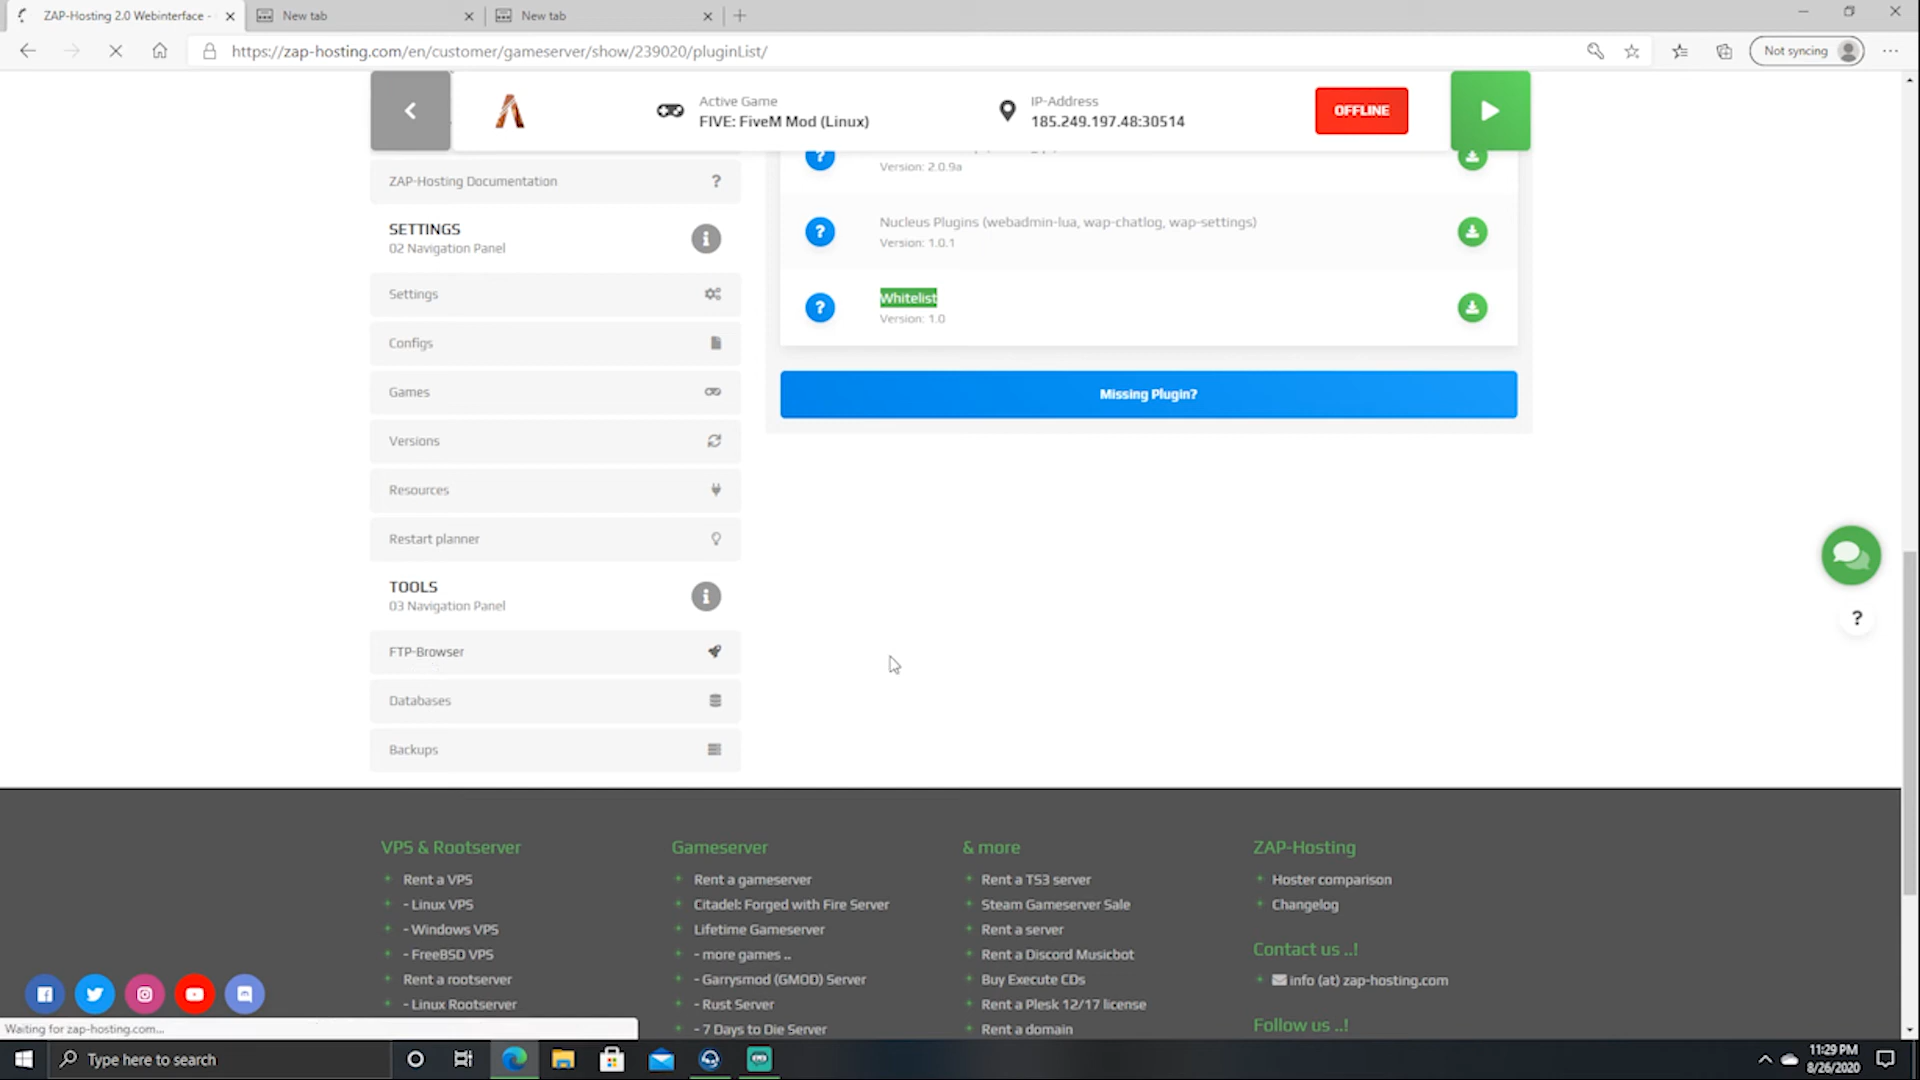 ZAP-Hosting 2.0 Webinterface -
New tab
New tab
https://zap-hosting.com/en/customer/gameserver/show/239020/pluginList/
Not syncing
Active Game
FIVE: FiveM Mod (Linux)
IP-Address
185.249.197.48:30514
OFFLINE
ZAP-Hosting Documentation
?
SETTINGS
02 Navigation Panel
Settings
Configs
Games
Versions
Resources
Restart planner
TOOLS
03 Navigation Panel
FTP-Browser
Databases
Backups
?
Version: 2.0.9a
?
Nucleus Plugins (webadmin-lua, wap-chatlog, wap-settings)
Version: 1.0.1
?
Whitelist
Version: 1.0
Missing Plugin?
?
VPS & Rootserver
Rent a VPS
- Linux VPS
- Windows VPS
- FreeBSD VPS
Rent a rootserver
- Linux Rootserver
Gameserver
Rent a gameserver
Citadel: Forged with Fire Server
Lifetime Gameserver
- more games ..
- Garrysmod (GMOD) Server
- Rust Server
- 7 Days to Die Server
& more
Rent a TS3 server
Steam Gameserver Sale
Rent a server
Rent a Discord Musicbot
Buy Execute CDs
Rent a Plesk 12/17 license
Rent a domain
ZAP-Hosting
Hoster comparison
Changelog
Contact us ..!
info (at) zap-hosting.com
Follow us ..!
Waiting for zap-hosting.com...
Type here to search
11:29 PM
8/26/2020